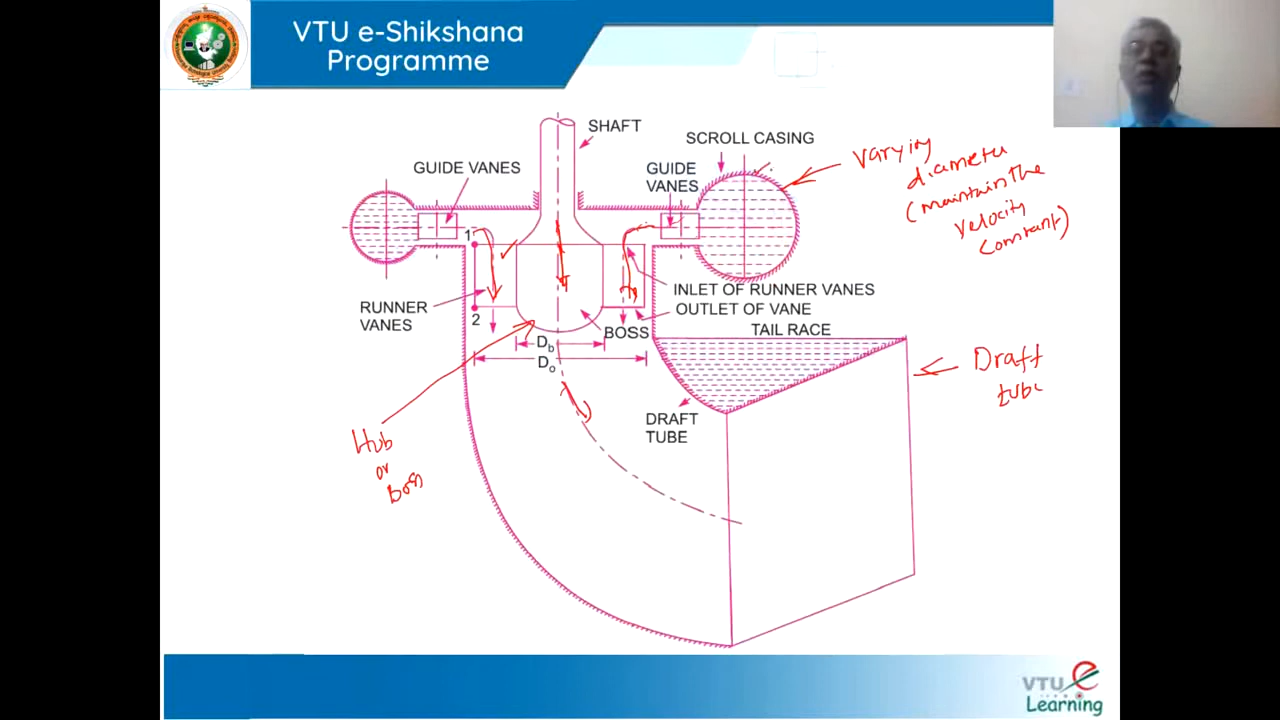 VTU e-Shikshana
Programme
SHAFT
SCROLL CASING
GUIDE VANES
GUIDE
VANES
Varying
diameter
(maintain the
velocity
constant)
1
INLET OF RUNNER VANES
RUNNER
VANES
OUTLET OF VANE
2
BOSS
TAIL RACE
Db
Do
Draft
tube
DRAFT
TUBE
Hub
or
Boss
VTU e
Learning